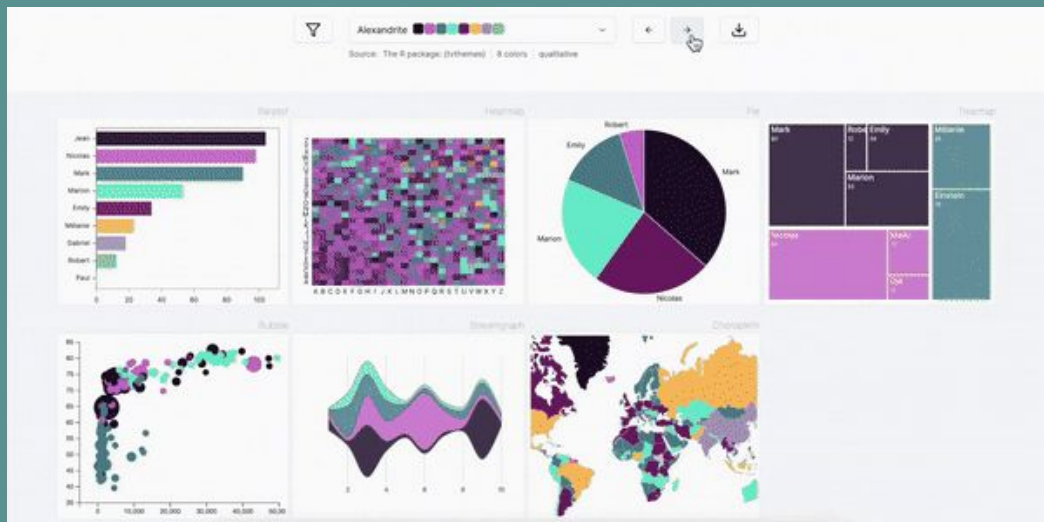 Alexandrite
Source: The R package: {tvthemes} 8 colors qualitative
Barplot
Heatmap
Pie
Treemap
Jean
Nicolas
Mark
Marion
Emily
Mélanie
Gabriel
Robert
Paul
0 20 40 60 80 100
A B C D E F G H I J K L M N O P Q R S T U V W X Y Z
Robert
Emily
Mark
Marion
Nicolas
Mark
Emily
Marion
Mélanie
Einstein
Nicolas
Bubble
Streamgraph
Choropleth
85
80
75
70
65
60
55
50
45
40
35
0 10,000 20,000 30,000 40,000
2 4 6 8 10